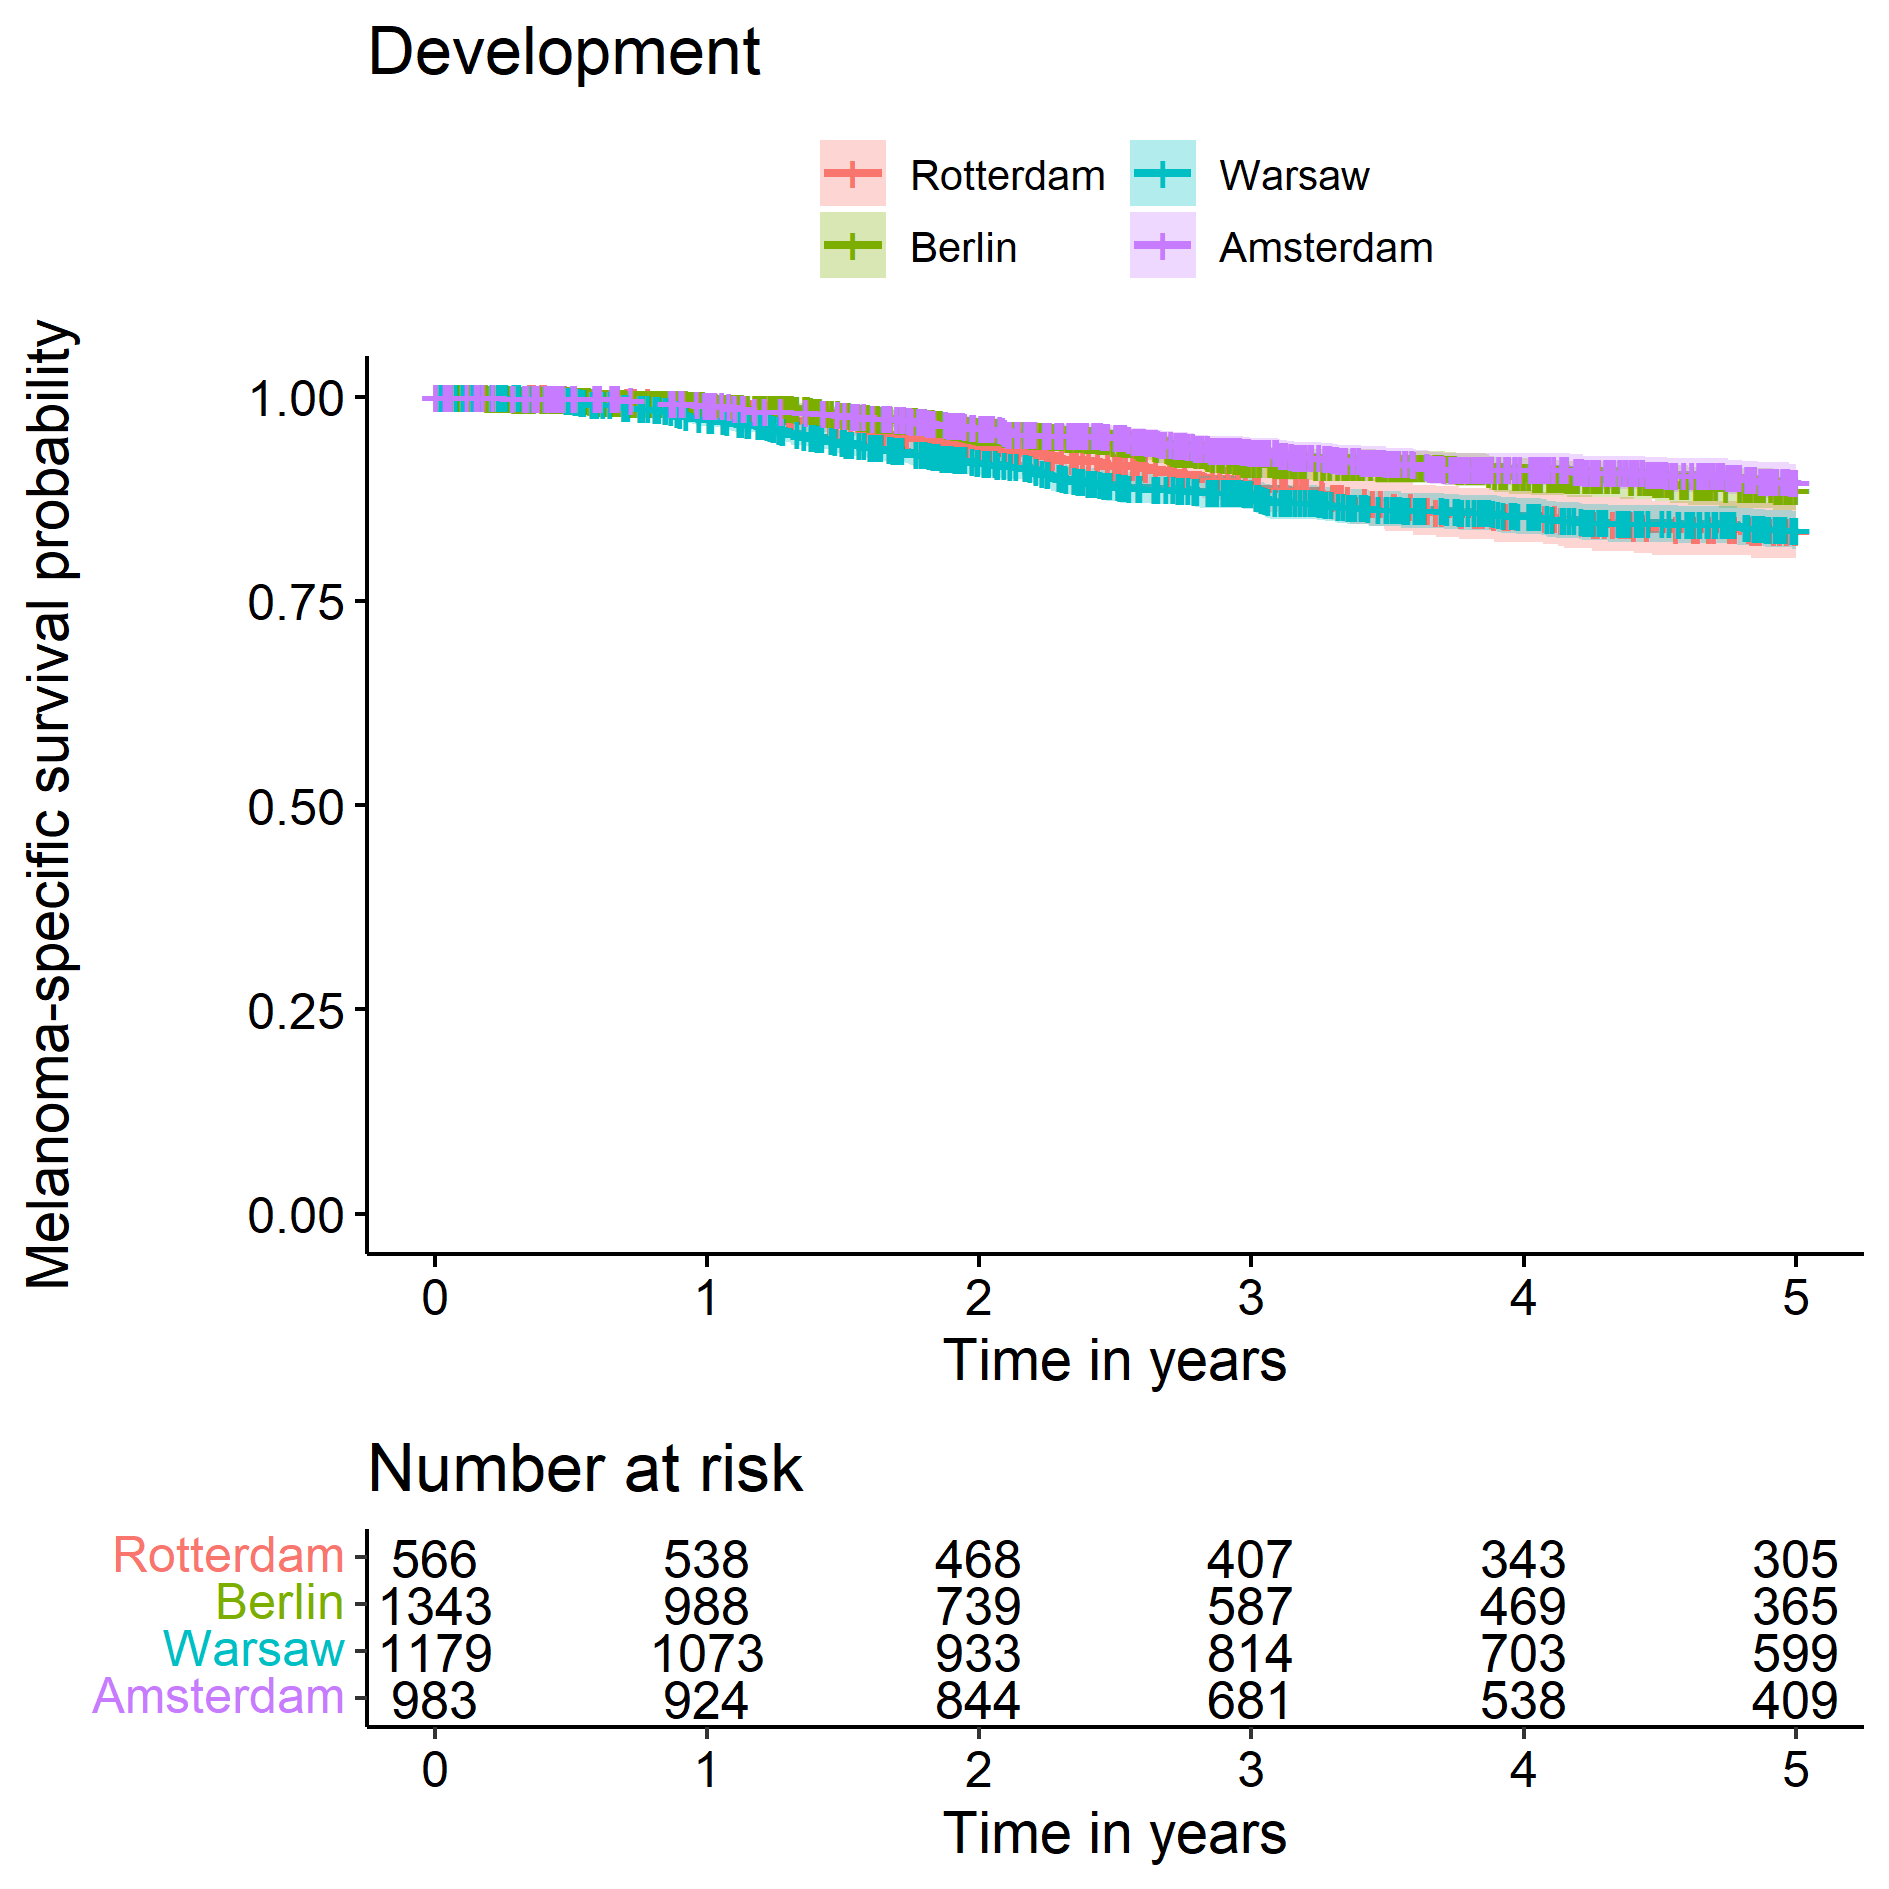 Development
Rotterdam Warsaw
Berlin Amsterdam
Melanoma-specific survival probability
1.00
0.75
0.50
0.25
0.00
0 1 2 3 4 5
Time in years
Number at risk
Rotterdam 566 538 468 407 343 305
Berlin 1343 988 739 587 469 365
Warsaw 1179 1073 933 814 703 599
Amsterdam 983 924 844 681 538 409
0 1 2 3 4 5
Time in years